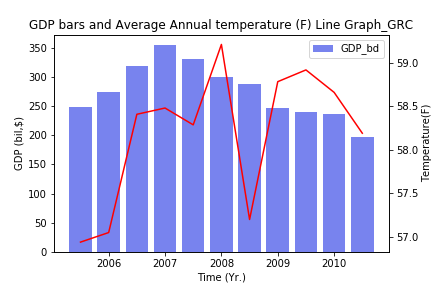 GDP bars and Average Annual temperature (F) Line Graph_GRC
GDP_bd
350
300
250
200
150
100
50
0
GDP (bil,$)
59.0
58.5
58.0
57.5
57.0
Temperature(F)
2006 2007 2008 2009 2010
Time (Yr.)